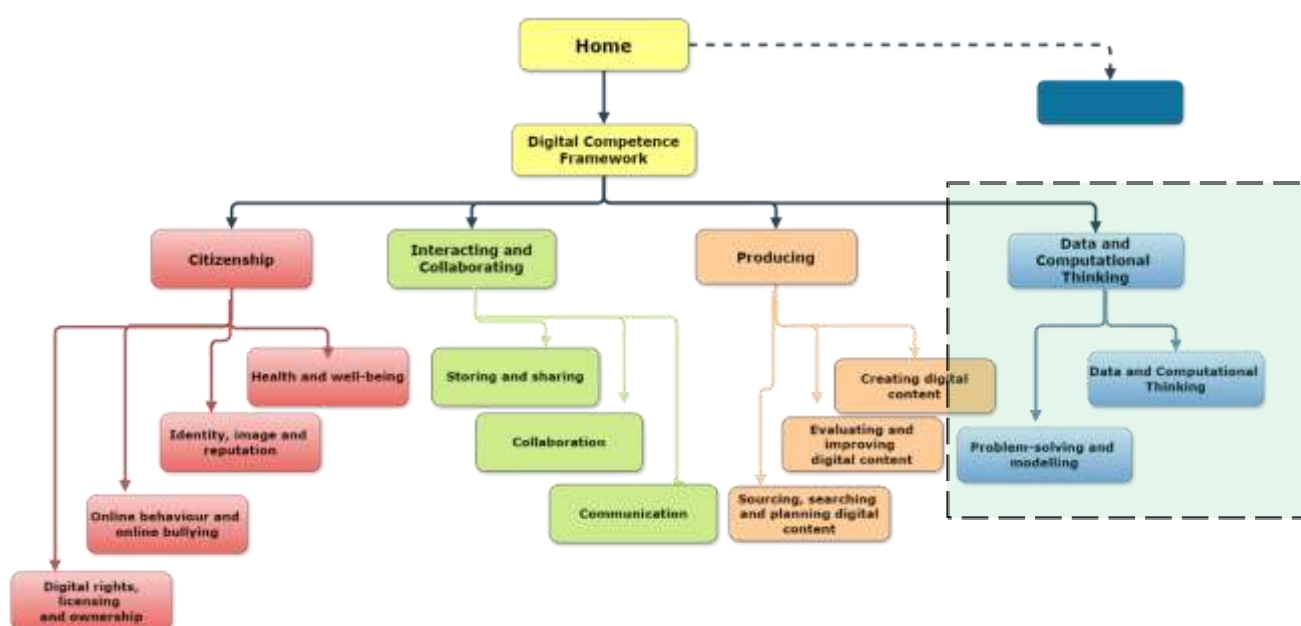 Home
Digital Competence
Framework
Citizenship
Interacting and
Collaborating
Producing
Data and
Computational
Thinking
Health and well-being
Storing and sharing
Creating digital
content
Data and Computational
Thinking
Identity, image and
reputation
Collaboration
Evaluating and
improving
digital content
Problem-solving and
modelling
Online behaviour and
online bullying
Communication
Sourcing, searching
and planning digital
content
Digital rights,
licensing
and ownership